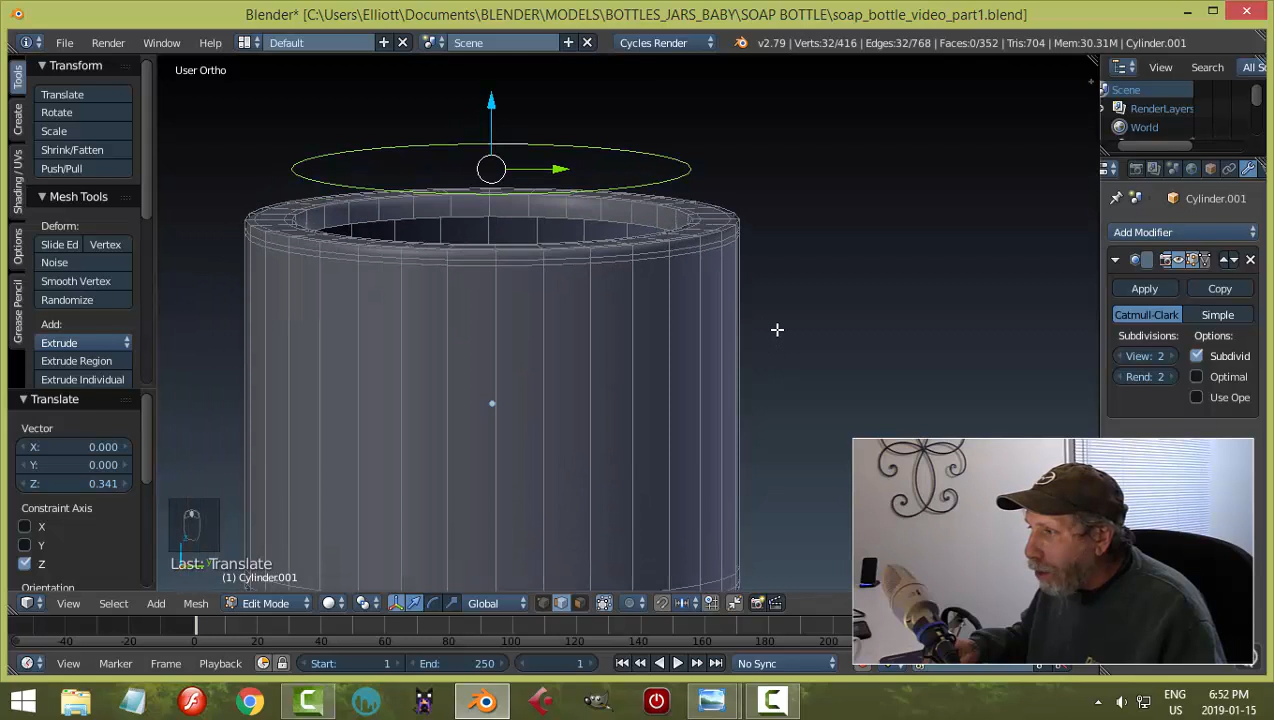 Blender* [C:\Users\Elliott\Documents\BLENDER\MODELS\BOTTLES_JARS_BABY\SOAP BOTTLE\soap_bottle_video_part1.blend]
File Render Window Help Default Scene Cycles Render v2.79 | Verts:32/416 | Edges:32/768 | Faces:0/352 | Tris:704 | Mem:30.31M | Cylinder.001
Tools
Create
Shading / UVs
Options
Grease Pencil
Transform
Translate
Rotate
Scale
Shrink/Fatten
Push/Pull
Mesh Tools
Deform:
Slide Ed Vertex
Noise
Smooth Vertex
Randomize
Add:
Extrude
Extrude Region
Extrude Individual
Translate
Vector
X: 0.000
Y: 0.000
Z: 0.341
Constraint Axis
X
Y
Z
Orientation
User Ortho
Last: Translate
(1) Cylinder.001
View Search All S
Scene
RenderLayers
World
Cylinder.001
Add Modifier
Apply Copy
Catmull-Clark Simple
Subdivisions: Options:
View: 2 Subdivid
Rend: 2 Optimal
Use Ope
View Select Add Mesh Edit Mode Global
-40 -20 0 20 40 60 80 100 120 140 160 180 200
View Marker Frame Playback Start: 1 End: 250 1 No Sync
ENG
US
6:52 PM
2019-01-15